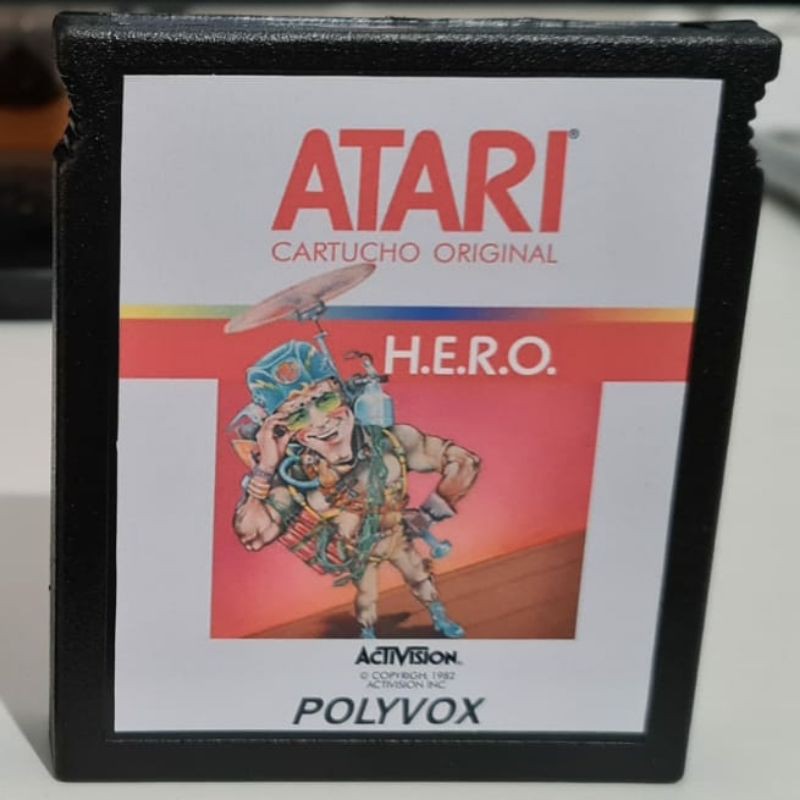 ATARI®
CARTUCHO ORIGINAL
H.E.R.O.
ACTIVISION.
© COPYRIGH, 1982
ACTIVISION INC
POLYVOX